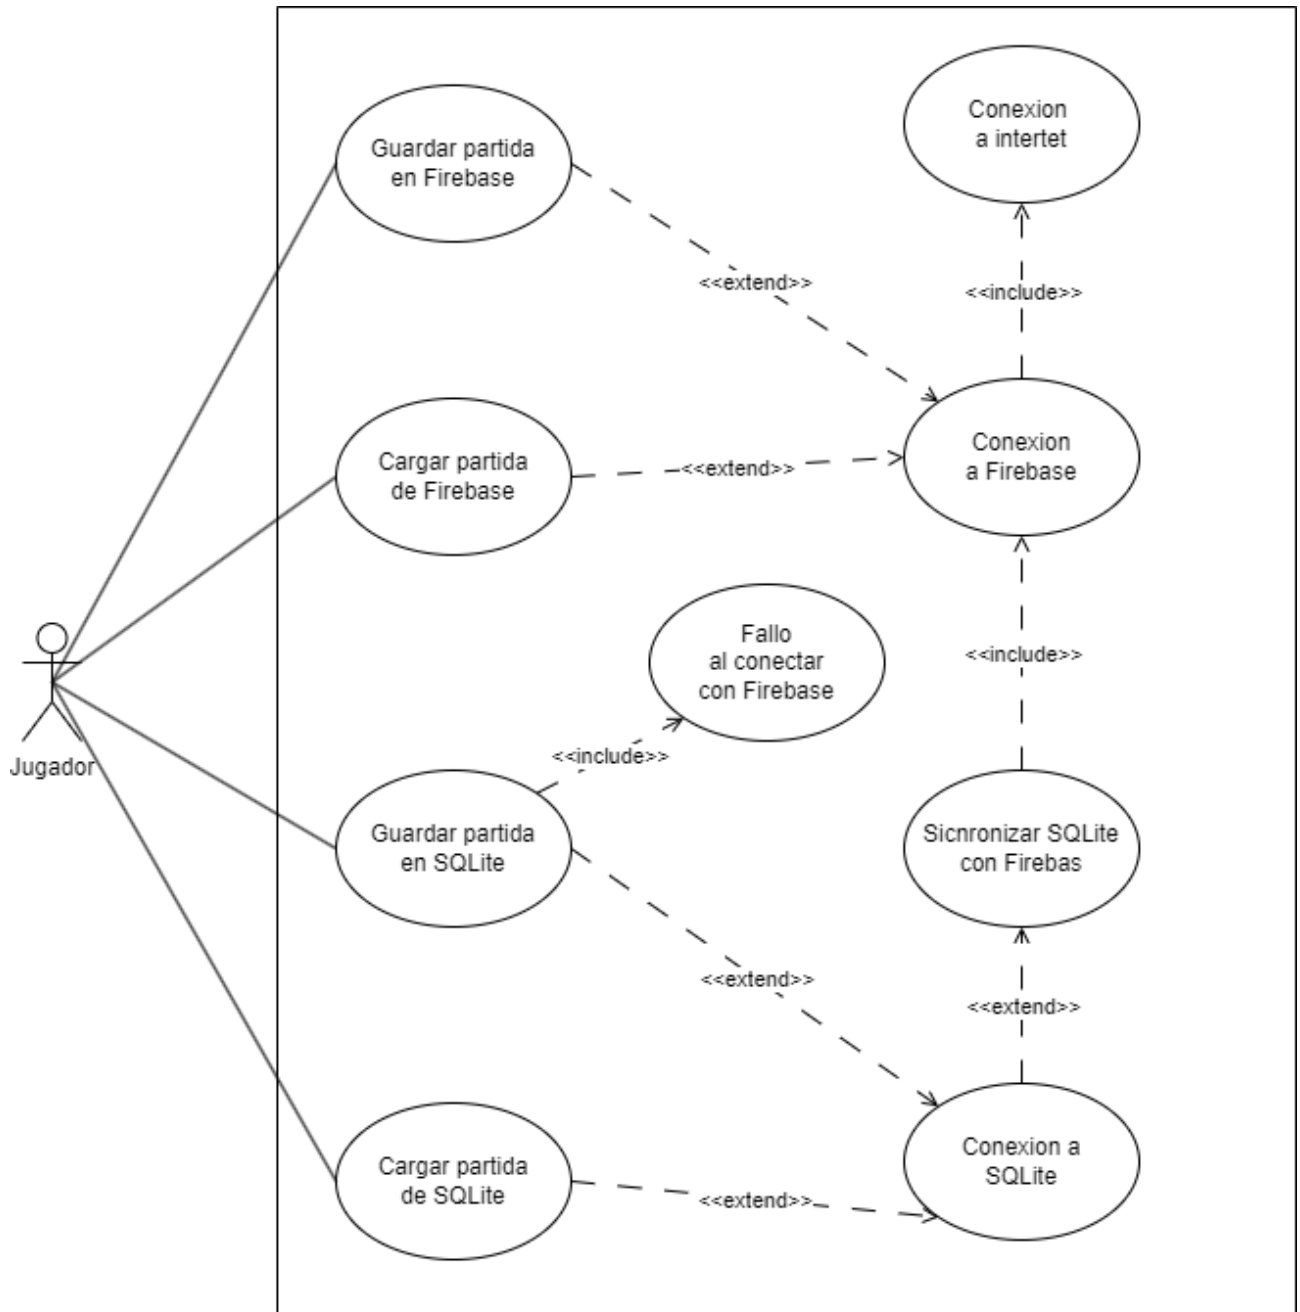 Conexion
a intertet
Guardar partida
en Firebase
<<extend>>
<<include>>
Conexion
a Firebase
Cargar partida
de Firebase
<<extend>>
Fallo
al conectar
con Firebase
<<include>>
Jugador
<<include>>
Guardar partida
en SQLite
Sicnronizar SQLite
con Firebas
<<extend>>
<<extend>>
Conexion a
SQLite
Cargar partida
de SQLite
<<extend>>